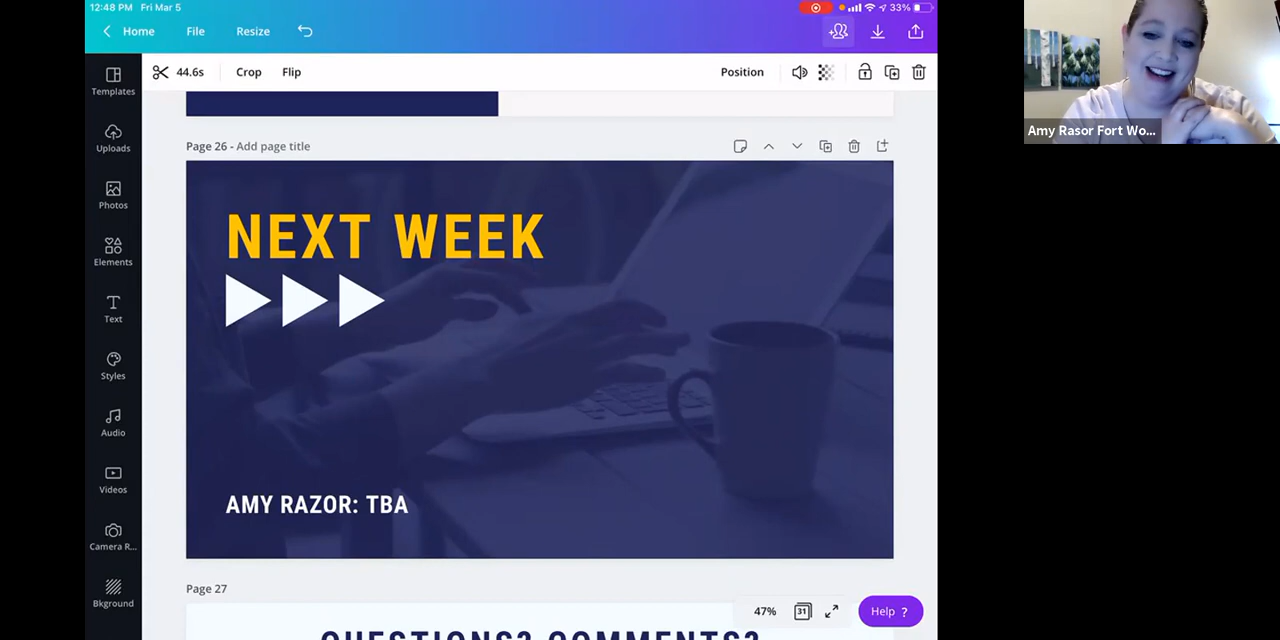 12:48 PM Fri Mar 5
33%
Home File Resize
44.6s Crop Flip Position
Templates
Uploads
Photos
Elements
Text
Styles
Audio
Videos
Camera R...
Bkground
Page 26 - Add page title
NEXT WEEK
AMY RAZOR: TBA
Page 27
QUESTIONS? COMMENTS?
47% 31 Help ?
Amy Rasor Fort Wo...